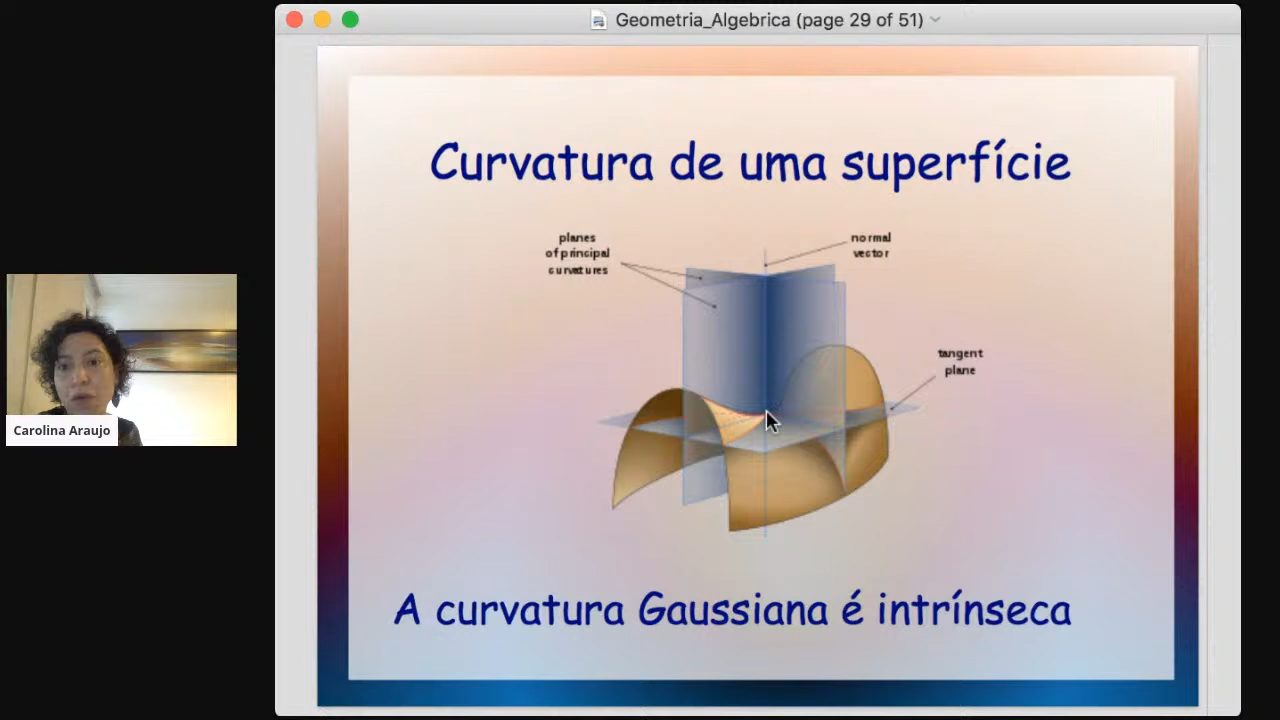 Geometria_Algebrica (page 29 of 51)
Curvatura de uma superfície
planes
of principal
curvatures
normal
vector
tangent
plane
A curvatura Gaussiana é intrínseca
Carolina Araujo